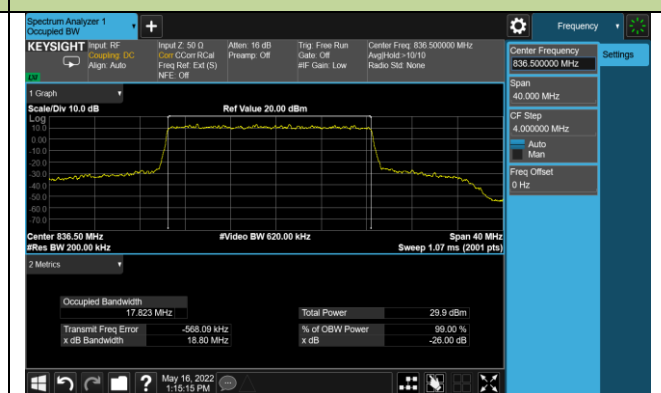 Spectrum Analyzer 1
Occupied BW
Frequency
KEYSIGHT
Input: RF
Coupling: DC
Align: Auto
Input Z: 50 Ω
Corr CCorr RCal
Freq Ref: Ext (S)
NFE: Off
Atten: 16 dB
Preamp: Off
Trig: Free Run
Gate: Off
#IF Gain: Low
Center Freq: 836.500000 MHz
Avg|Hold:>10/10
Radio Std: None
Center Frequency
836.500000 MHz
Settings
Span
40.000 MHz
CF Step
4.000000 MHz
Auto
Man
Freq Offset
0 Hz
1 Graph
Scale/Div 10.0 dB
Ref Value 20.00 dBm
Log
10.0
0.00
-10.0
-20.0
-30.0
-40.0
-50.0
-60.0
-70.0
Center 836.50 MHz
#Video BW 620.00 kHz
Span 40 MHz
#Res BW 200.00 kHz
Sweep 1.07 ms (2001 pts)
2 Metrics
Occupied Bandwidth
17.823 MHz
Total Power
29.9 dBm
Transmit Freq Error
-568.09 kHz
% of OBW Power
99.00 %
x dB Bandwidth
18.80 MHz
x dB
-26.00 dB
May 16, 2022
1:15:15 PM